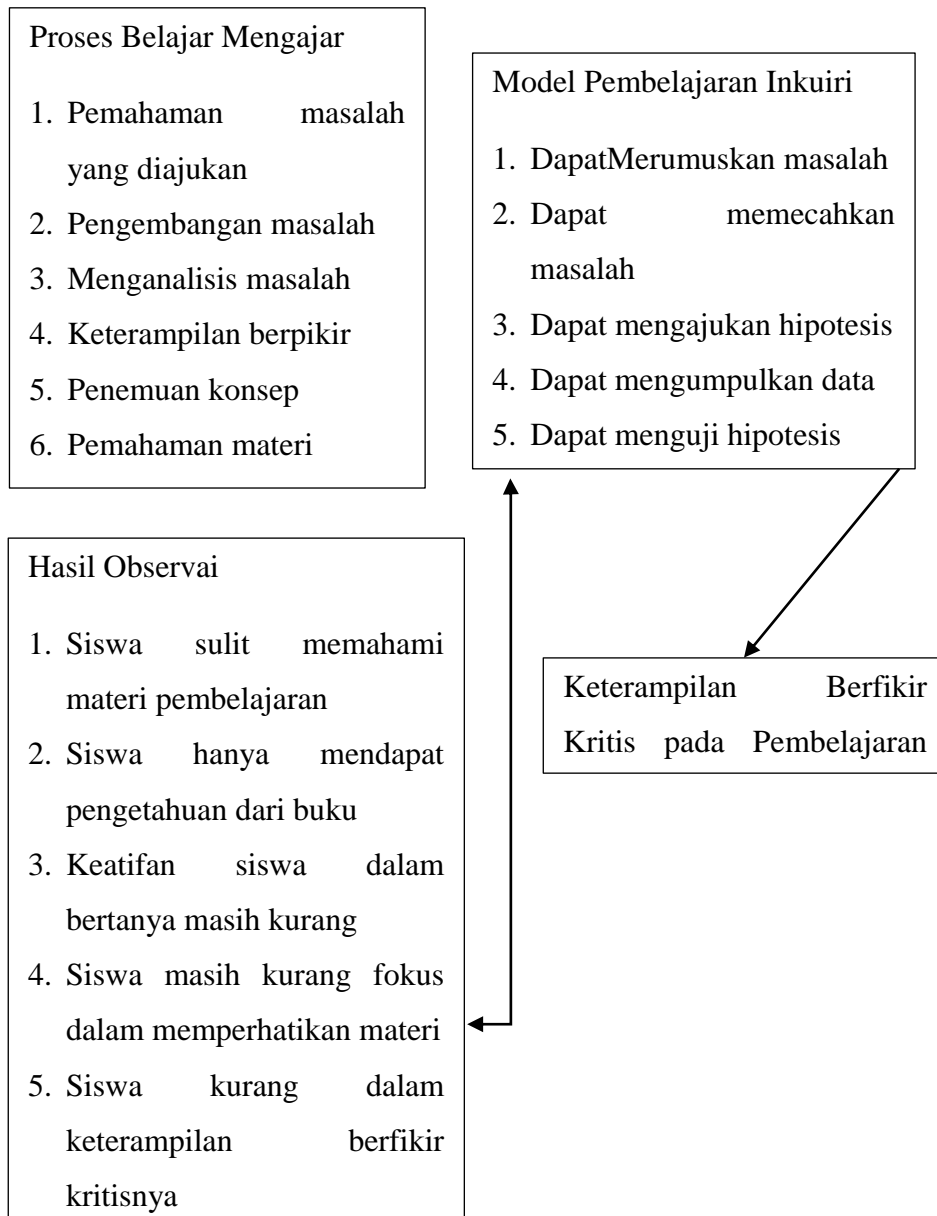 Proses Belajar Mengajar
1. Pemahaman masalah
yang diajukan
2. Pengembangan masalah
3. Menganalisis masalah
4. Keterampilan berpikir
5. Penemuan konsep
6. Pemahaman materi
Model Pembelajaran Inkuiri
1. DapatMerumuskan masalah
2. Dapat memecahkan
masalah
3. Dapat mengajukan hipotesis
4. Dapat mengumpulkan data
5. Dapat menguji hipotesis
Hasil Observai
1. Siswa sulit memahami
materi pembelajaran
2. Siswa hanya mendapat
pengetahuan dari buku
3. Keatifan siswa dalam
bertanya masih kurang
4. Siswa masih kurang fokus
dalam memperhatikan materi
5. Siswa kurang dalam
keterampilan berfikir
kritisnya
Keterampilan Berfikir
Kritis pada Pembelajaran